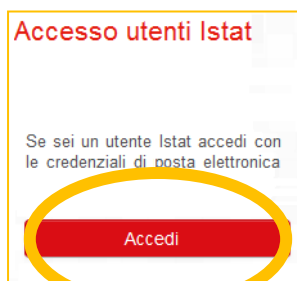 Accesso utenti Istat
Se sei un utente Istat accedi con
le credenziali di posta elettronica
Accedi